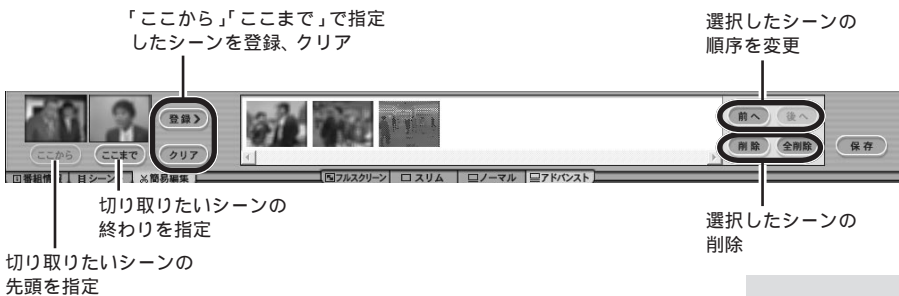 「ここから」「ここまで」で指定
したシーンを登録、クリア
選択したシーンの
順序を変更
登録
前へ
後へ
ここから
ここまで
クリア
削除
全削除
保存
番組情報
シーン
簡易編集
フルスクリーン
スリム
ノーマル
アドバンスト
切り取りたいシーンの
終わりを指定
選択したシーンの
削除
切り取りたいシーンの
先頭を指定